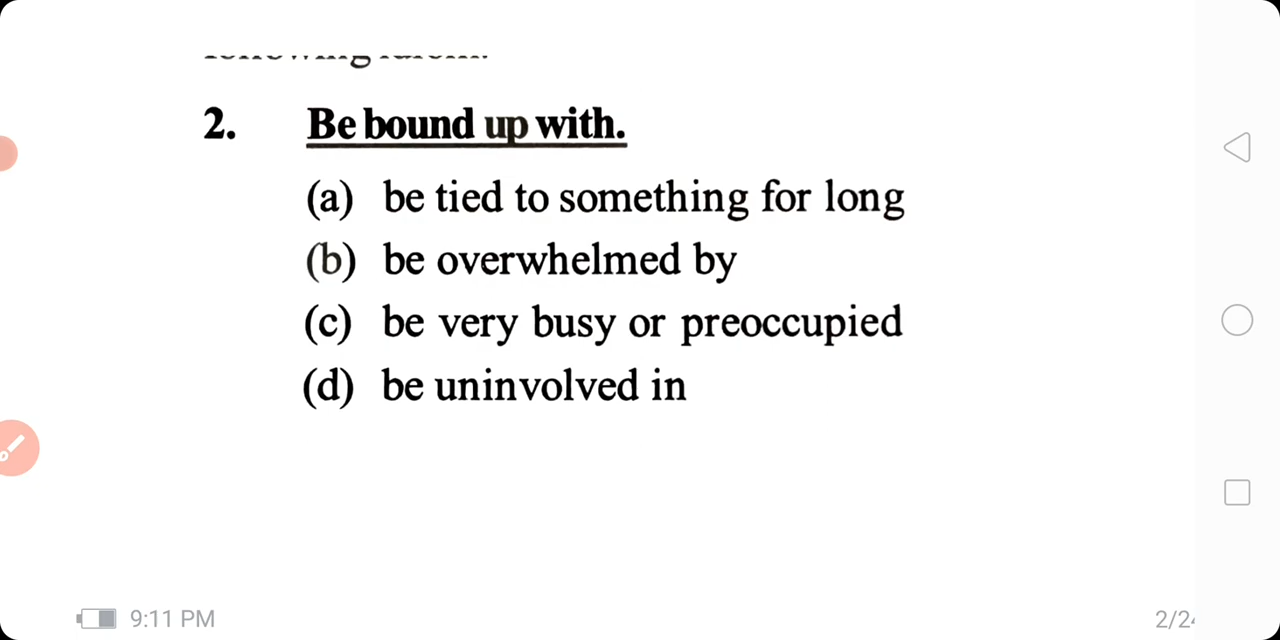 2. Be bound up with.
(a) be tied to something for long
(b) be overwhelmed by
(c) be very busy or preoccupied
(d) be uninvolved in
9:11 PM